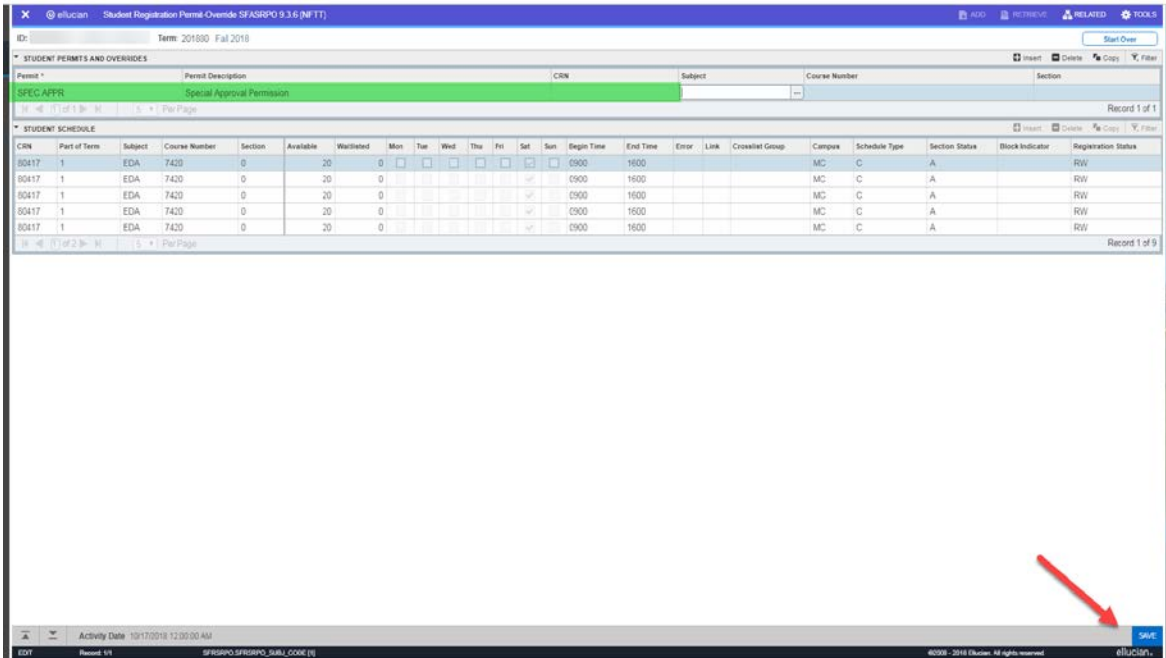 X @ ellucian Student Registration Permit-Override SFASRPO 9.3.6 (NFTT) ADD RETRIEVE RELATED TOOLS
ID: Term: 201880 Fall 2018 Start Over
STUDENT PERMITS AND OVERRIDES Insert Delete Copy Filter
Permit * Permit Description CRN Subject Course Number Section
SPEC APPR Special Approval Permission
1 of 1 5 Per Page Record 1 of 1
STUDENT SCHEDULE Insert Delete Copy Filter
CRN Part of Term Subject Course Number Section Available Waitlisted Mon Tue Wed Thu Fri Sat Sun Begin Time End Time Error Link Crosslist Group Campus Schedule Type Section Status Block Indicator Registration Status
80417 1 EDA 7420 0 20 0 0900 1600 MC C A RW
80417 1 EDA 7420 0 20 0 0900 1600 MC C A RW
80417 1 EDA 7420 0 20 0 0900 1600 MC C A RW
80417 1 EDA 7420 0 20 0 0900 1600 MC C A RW
80417 1 EDA 7420 0 20 0 0900 1600 MC C A RW
1 of 2 5 Per Page Record 1 of 9
Activity Date 10/17/2018 12:00:00 AM SAVE
EDIT Record: 1/1 SFRSRPO.SFRSRPO_SUBJ_CODE [1] ©2000 - 2018 Ellucian. All rights reserved. ellucian.